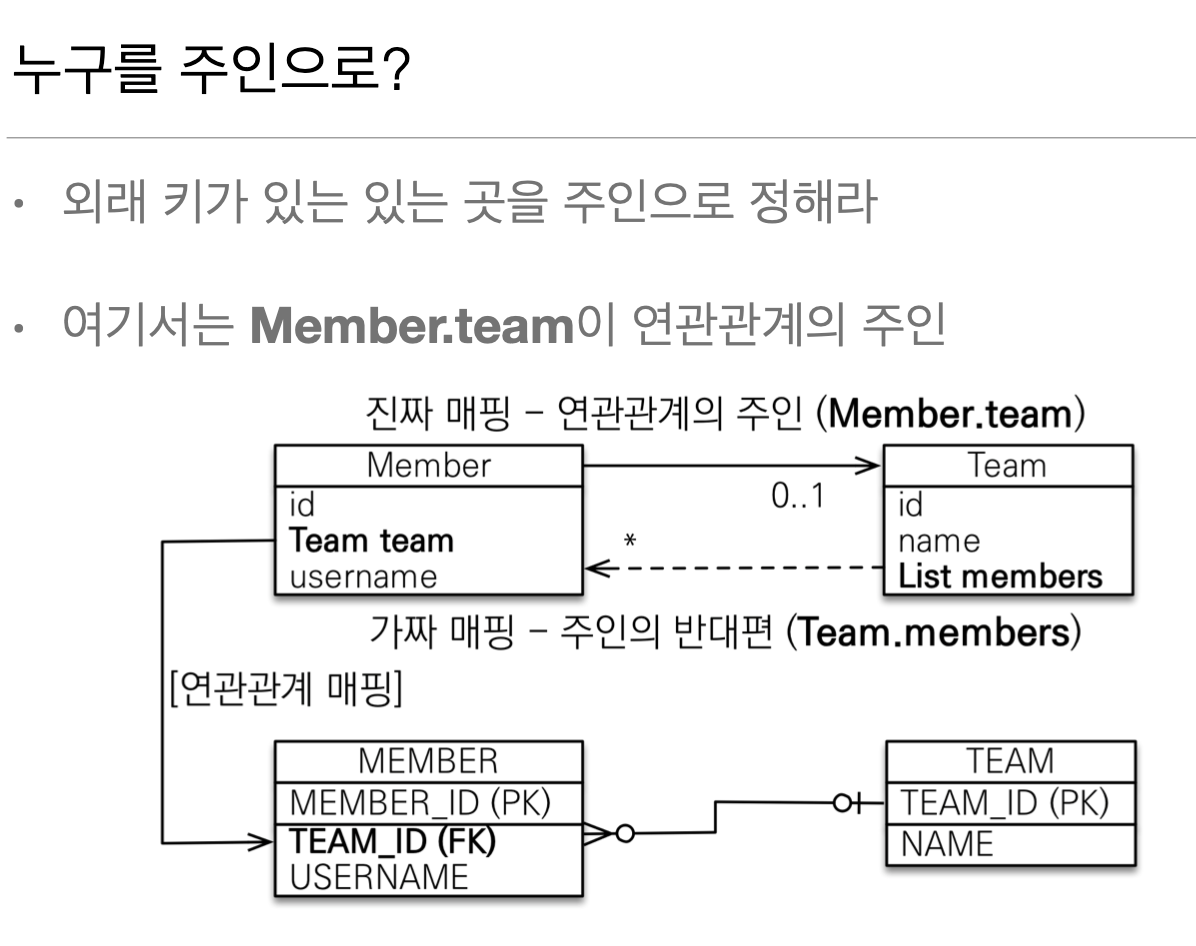 누구를 주인으로?
• 외래 키가 있는 있는 곳을 주인으로 정해라
• 여기서는 Member.team이 연관관계의 주인
진짜 매핑 – 연관관계의 주인 (Member.team)
Member
id
Team team
username
0..1
*
Team
id
name
List members
가짜 매핑 – 주인의 반대편 (Team.members)
[연관관계 매핑]
MEMBER
MEMBER_ID (PK)
TEAM_ID (FK)
USERNAME
TEAM
TEAM_ID (PK)
NAME